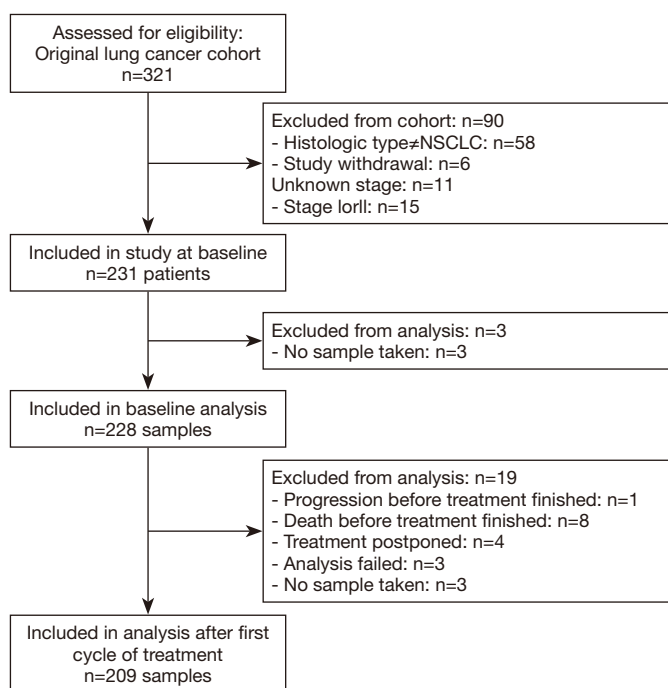 Assessed for eligibility:
Original lung cancer cohort
n=321
Excluded from cohort: n=90
- Histologic type≠NSCLC: n=58
- Study withdrawal: n=6
Unknown stage: n=11
- Stage IorII: n=15
Included in study at baseline
n=231 patients
Excluded from analysis: n=3
- No sample taken: n=3
Included in baseline analysis
n=228 samples
Excluded from analysis: n=19
- Progression before treatment finished: n=1
- Death before treatment finished: n=8
- Treatment postponed: n=4
- Analysis failed: n=3
- No sample taken: n=3
Included in analysis after first
cycle of treatment
n=209 samples